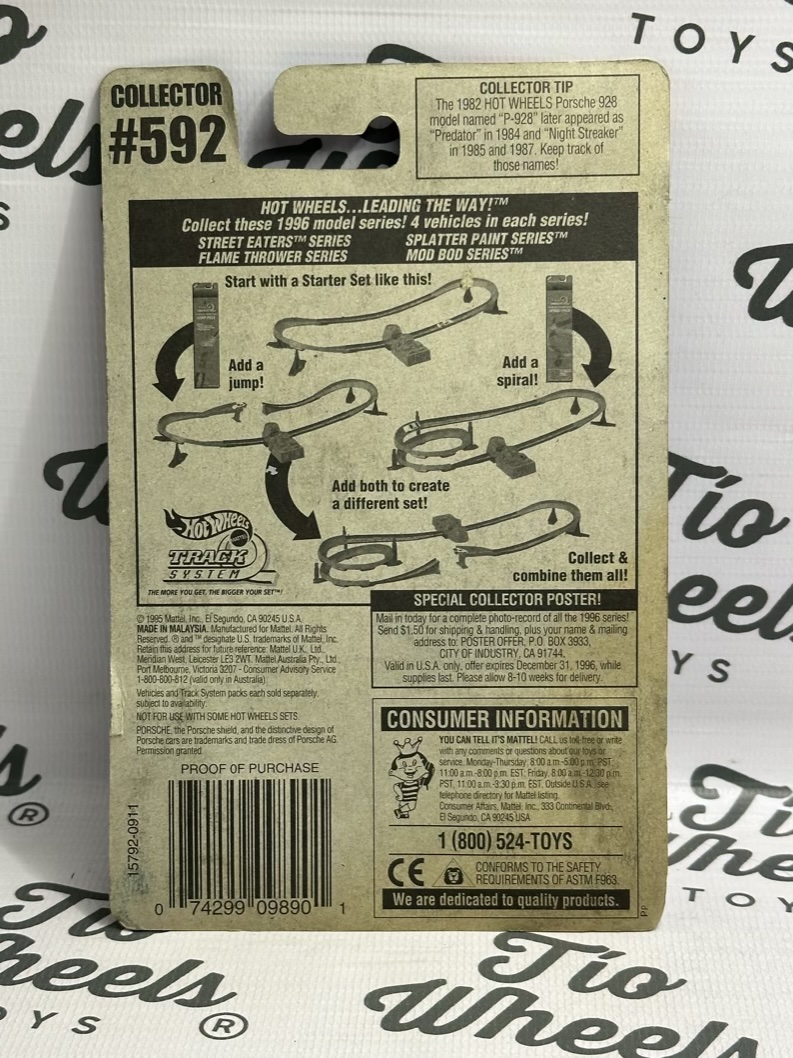 COLLECTOR
#592
COLLECTOR TIP
The 1982 HOT WHEELS Porsche 928
model named "P-928" later appeared as
"Predator" in 1984 and "Night Streaker"
in 1985 and 1987. Keep track of
those names!
HOT WHEELS...LEADING THE WAY!™
Collect these 1996 model series! 4 vehicles in each series!
STREET EATERS™ SERIES
FLAME THROWER SERIES
SPLATTER PAINT SERIES™
MOD BOD SERIES™
Start with a Starter Set like this!
Add a
jump!
Add a
spiral!
Add both to create
a different set!
Hot Wheels
MATTEL
TRACK
SYSTEM
THE MORE YOU GET, THE BIGGER YOUR SET!™
Collect &
combine them all!
© 1995 Mattel, Inc., El Segundo, CA 90245 U.S.A.
MADE IN MALAYSIA. Manufactured for Mattel. All Rights
Reserved. ® and ™ designate U.S. trademarks of Mattel, Inc.
Retain this address for future reference: Mattel U.K., Ltd.,
Meridian West, Leicester LE3 2WT. Mattel Australia Pty., Ltd.,
Port Melbourne, Victoria 3207 - Consumer Advisory Service
1-800-800-812 (valid only in Australia).
Vehicles and Track System packs each sold separately,
subject to availability.
NOT FOR USE WITH SOME HOT WHEELS SETS.
PORSCHE, the Porsche shield, and the distinctive design of
Porsche cars are trademarks and trade dress of Porsche AG.
Permission granted.
SPECIAL COLLECTOR POSTER!
Mail in today for a complete photo-record of all the 1996 series!
Send $1.50 for shipping & handling, plus your name & mailing
address to: POSTER OFFER, P.O. BOX 3933,
CITY OF INDUSTRY, CA 91744.
Valid in U.S.A. only, offer expires December 31, 1996, while
supplies last. Please allow 8-10 weeks for delivery.
CONSUMER INFORMATION
YOU CAN TELL IT'S MATTEL! CALL us toll-free or write
with any comments or questions about our toys or
service. Monday-Thursday: 8:00 a.m.-5:00 p.m. PST,
11:00 a.m.-8:00 p.m. EST; Friday, 8:00 a.m.-12:30 p.m.
PST, 11:00 a.m.-3:30 p.m. EST. Outside U.S.A., see
telephone directory for Mattel listing.
Consumer Affairs, Mattel, Inc., 333 Continental Blvd.,
El Segundo, CA 90245 USA
1 (800) 524-TOYS
CE
CONFORMS TO THE SAFETY
REQUIREMENTS OF ASTM F963.
We are dedicated to quality products.
PP
PROOF OF PURCHASE
15792-0911
0 74299 09890 1
TOYS
Tío
Wheels
TOYS
Tío
Wheels
TOYS
®